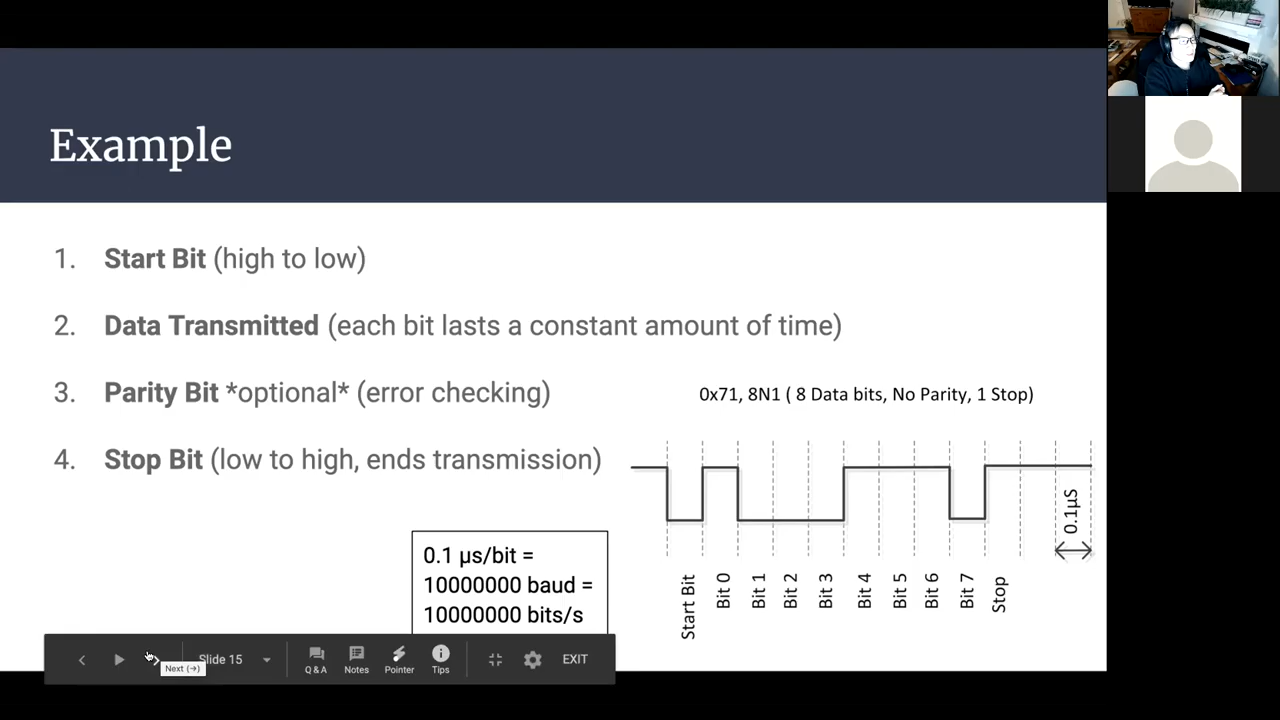 Example
1. Start Bit (high to low)
2. Data Transmitted (each bit lasts a constant amount of time)
3. Parity Bit *optional* (error checking)
4. Stop Bit (low to high, ends transmission)
0x71, 8N1 ( 8 Data bits, No Parity, 1 Stop)
0.1µS
Start Bit
Bit 0
Bit 1
Bit 2
Bit 3
Bit 4
Bit 5
Bit 6
Bit 7
Stop
0.1 µs/bit =
10000000 baud =
10000000 bits/s
Slide 15
Q & A
Notes
Pointer
Tips
EXIT
Next (→)